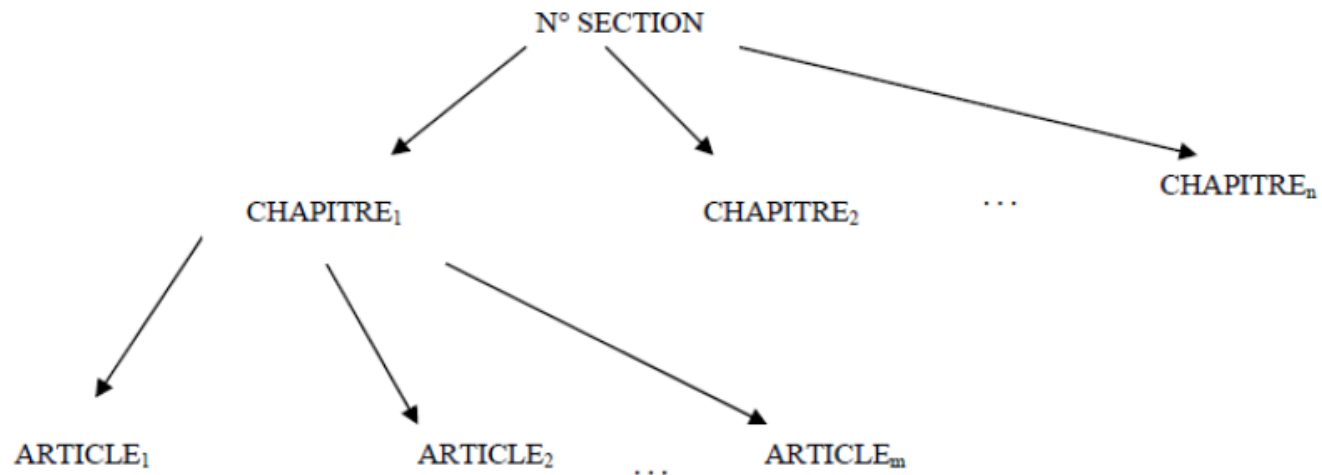 N° SECTION
CHAPITRE₁ CHAPITRE₂ ... CHAPITREₙ
ARTICLE₁ ARTICLE₂ ... ARTICLEₘ